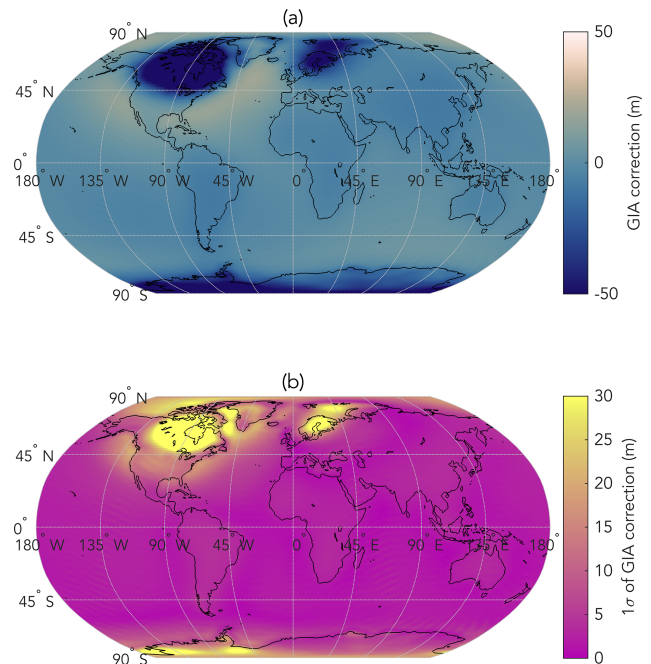 (a)
90° N
45° N
0°
180° W 135° W 90° W 45° W 0° 45° E 90° E 135° E 180° E
45° S
90° S
50
0
-50
GIA correction (m)
(b)
90° N
45° N
0°
180° W 135° W 90° W 45° W 0° 45° E 90° E 135° E 180° E
45° S
90° S
30
25
20
15
10
5
0
1σ of GIA correction (m)